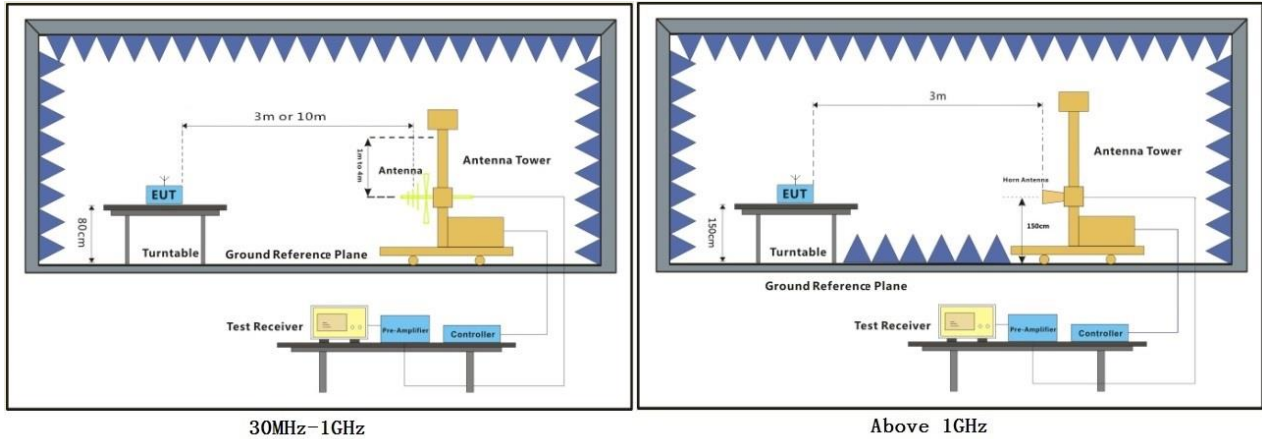 3m or 10m
1m to 4m
Antenna
Antenna Tower
EUT
80cm
Turntable
Ground Reference Plane
Test Receiver
Pre-Amplifier
Controller
30MHz-1GHz
3m
Antenna Tower
Horn Antenna
EUT
150cm
150cm
Turntable
Ground Reference Plane
Test Receiver
Pre-Amplifier
Controller
Above 1GHz